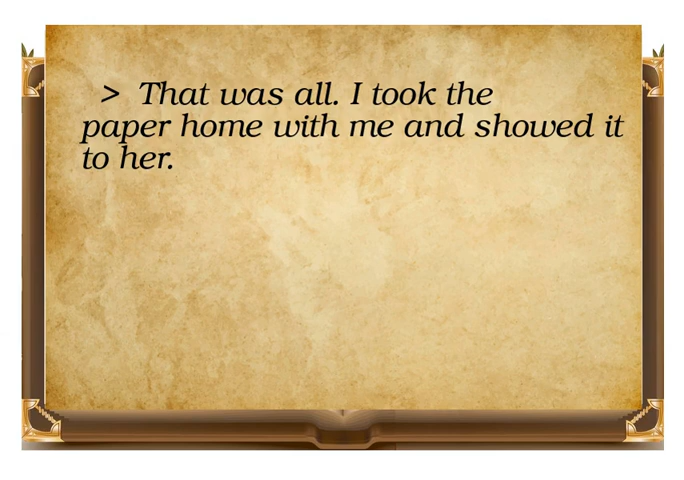 > That was all. I took the
paper home with me and showed it
to her.